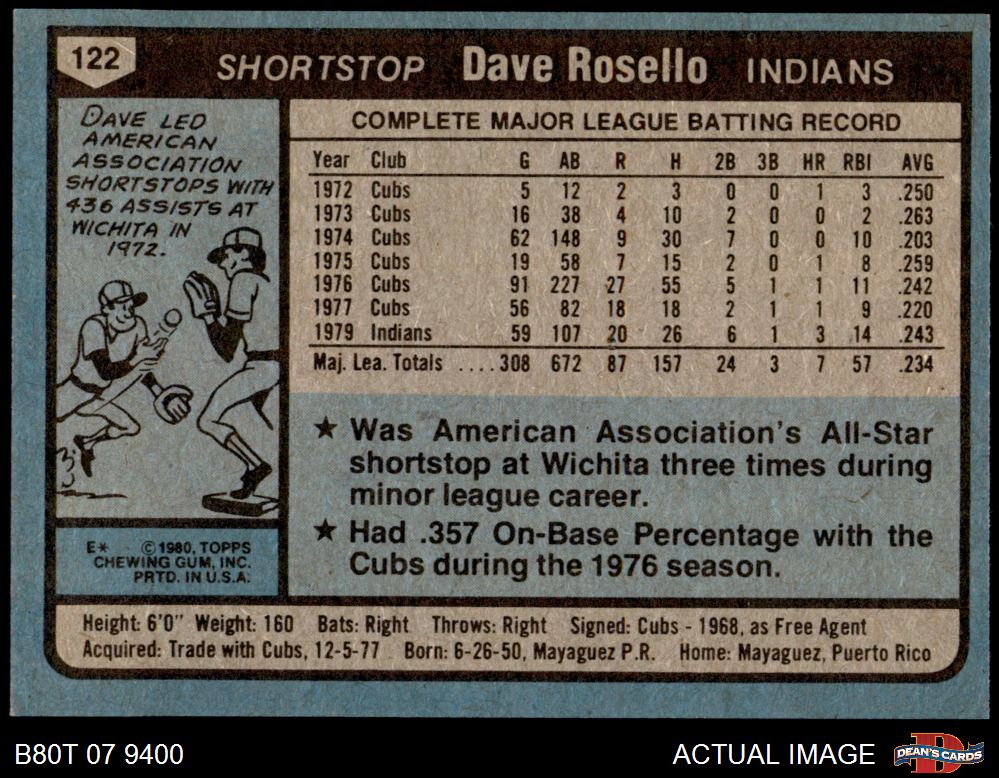 122
SHORTSTOP Dave Rosello INDIANS
DAVE LED
AMERICAN
ASSOCIATION
SHORTSTOPS WITH
436 ASSISTS AT
WICHITA IN
1972.
COMPLETE MAJOR LEAGUE BATTING RECORD
Year Club G AB R H 2B 3B HR RBI AVG
1972 Cubs 5 12 2 3 0 0 1 3 .250
1973 Cubs 16 38 4 10 2 0 0 2 .263
1974 Cubs 62 148 9 30 7 0 0 10 .203
1975 Cubs 19 58 7 15 2 0 1 8 .259
1976 Cubs 91 227 27 55 5 1 1 11 .242
1977 Cubs 56 82 18 18 2 1 1 9 .220
1979 Indians 59 107 20 26 6 1 3 14 .243
Maj. Lea. Totals ....308 672 87 157 24 3 7 57 .234
★ Was American Association's All-Star
shortstop at Wichita three times during
minor league career.
★ Had .357 On-Base Percentage with the
Cubs during the 1976 season.
E* ©1980, TOPPS
CHEWING GUM, INC.
PRTD. IN U.S.A.
Height: 6'0" Weight: 160 Bats: Right Throws: Right Signed: Cubs - 1968, as Free Agent
Acquired: Trade with Cubs, 12-5-77 Born: 6-26-50, Mayaguez P.R. Home: Mayaguez, Puerto Rico
B80T 07 9400
ACTUAL IMAGE
DEAN'S CARDS